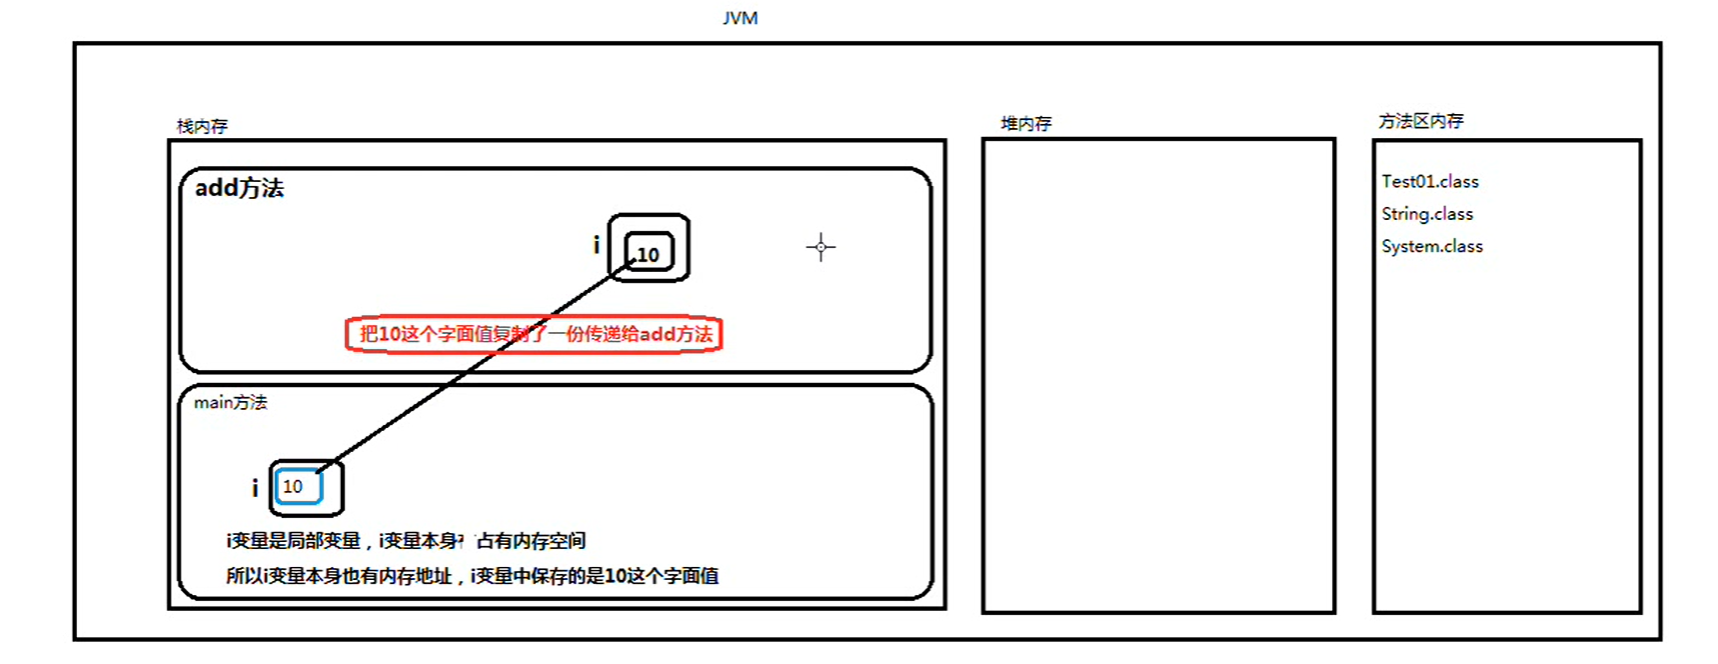 JVM
栈内存
add方法
i
10
把10这个字面值复制了一份传递给add方法
main方法
i
10
i变量是局部变量，i变量本身 占有内存空间
所以i变量本身也有内存地址，i变量中保存的是10这个字面值
堆内存
方法区内存
Test01.class
String.class
System.class